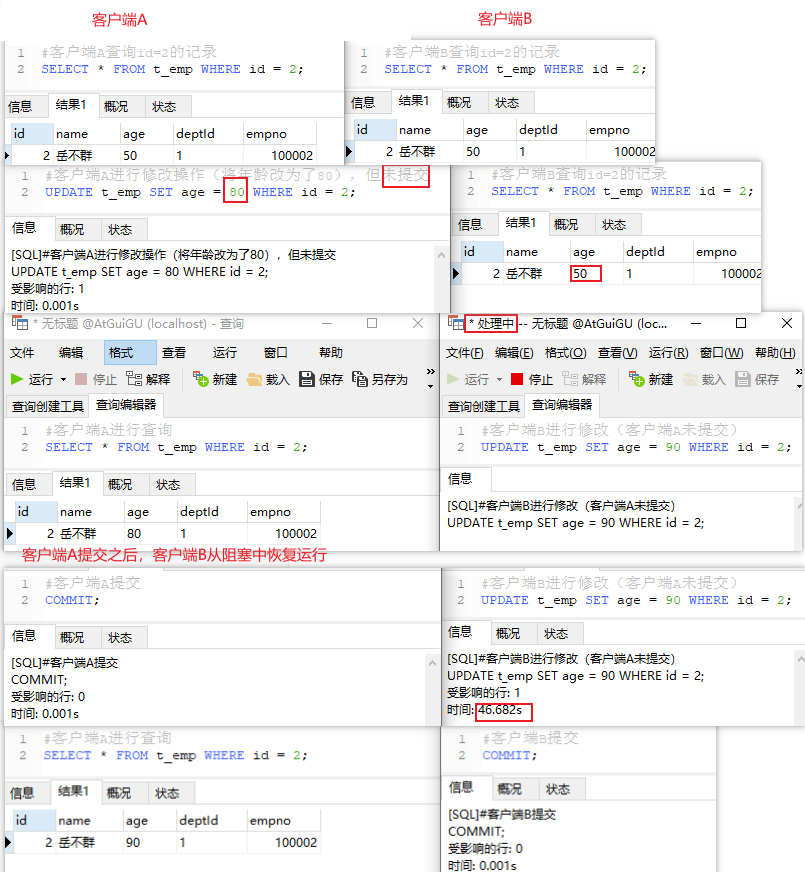 客户端A
客户端B
1 #客户端A查询id=2的记录
2 SELECT * FROM t_emp WHERE id = 2;
信息 结果1 概况 状态
id name age deptId empno
2 岳不群 50 1 100002
1 #客户端B查询id=2的记录
2 SELECT * FROM t_emp WHERE id = 2;
信息 结果1 概况 状态
id name age deptId empno
2 岳不群 50 1 100002
1 #客户端A进行修改操作（将年龄改为了80），但未提交
2 UPDATE t_emp SET age = 80 WHERE id = 2;
信息 概况 状态
[SQL]#客户端A进行修改操作（将年龄改为了80），但未提交
UPDATE t_emp SET age = 80 WHERE id = 2;
受影响的行: 1
时间: 0.001s
1 #客户端B查询id=2的记录
2 SELECT * FROM t_emp WHERE id = 2;
信息 结果1 概况 状态
id name age deptId empno
2 岳不群 50 1 100002
* 无标题 @AtGuiGU (localhost) - 查询
文件 编辑 格式 查看 运行 窗口 帮助
运行 停止 解释 新建 载入 保存 另存为 »
查询创建工具 查询编辑器
1 #客户端A进行查询
2 SELECT * FROM t_emp WHERE id = 2;
信息 结果1 概况 状态
id name age deptId empno
2 岳不群 80 1 100002
* 处理中 -- 无标题 @AtGuiGU (loc...
文件(F) 编辑(E) 格式(O) 查看(V) 运行(R) 窗口(W) 帮助(H)
运行 停止 解释 新建 载入 保存 »
查询创建工具 查询编辑器
1 #客户端B进行修改（客户端A未提交）
2 UPDATE t_emp SET age = 90 WHERE id = 2;
信息
[SQL]#客户端B进行修改（客户端A未提交）
UPDATE t_emp SET age = 90 WHERE id = 2;
客户端A提交之后，客户端B从阻塞中恢复运行
1 #客户端A提交
2 COMMIT;
信息 概况 状态
[SQL]#客户端A提交
COMMIT;
受影响的行: 0
时间: 0.001s
1 #客户端B进行修改（客户端A未提交）
2 UPDATE t_emp SET age = 90 WHERE id = 2;
信息 概况 状态
[SQL]#客户端B进行修改（客户端A未提交）
UPDATE t_emp SET age = 90 WHERE id = 2;
受影响的行: 1
时间: 46.682s
1 #客户端A进行查询
2 SELECT * FROM t_emp WHERE id = 2;
信息 结果1 概况 状态
id name age deptId empno
2 岳不群 90 1 100002
1 #客户端B提交
2 COMMIT;
信息 概况 状态
[SQL]#客户端B提交
COMMIT;
受影响的行: 0
时间: 0.001s